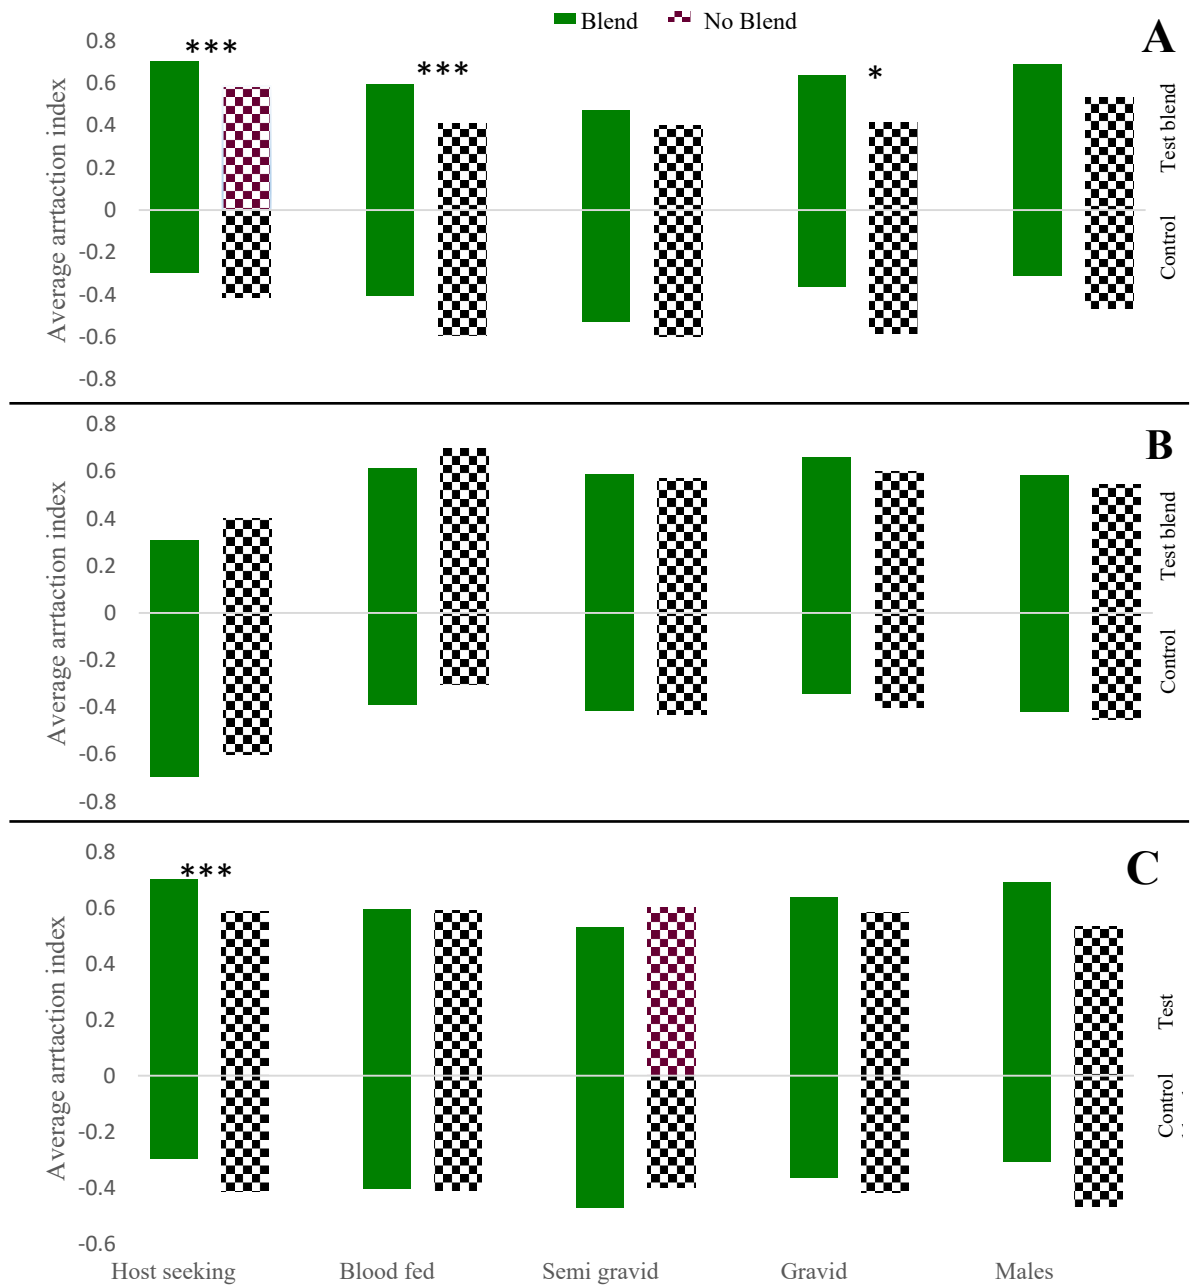 Blend No Blend
A
***
***
*
0.8
0.6
0.4
0.2
0
-0.2
-0.4
-0.6
-0.8
Average arrtaction index
Test blend
Control
B
0.8
0.6
0.4
0.2
0
-0.2
-0.4
-0.6
-0.8
Average arrtaction index
Test blend
Control
C
***
0.8
0.6
0.4
0.2
0
-0.2
-0.4
-0.6
Average arrtaction index
Test
Control
Host seeking Blood fed Semi gravid Gravid Males